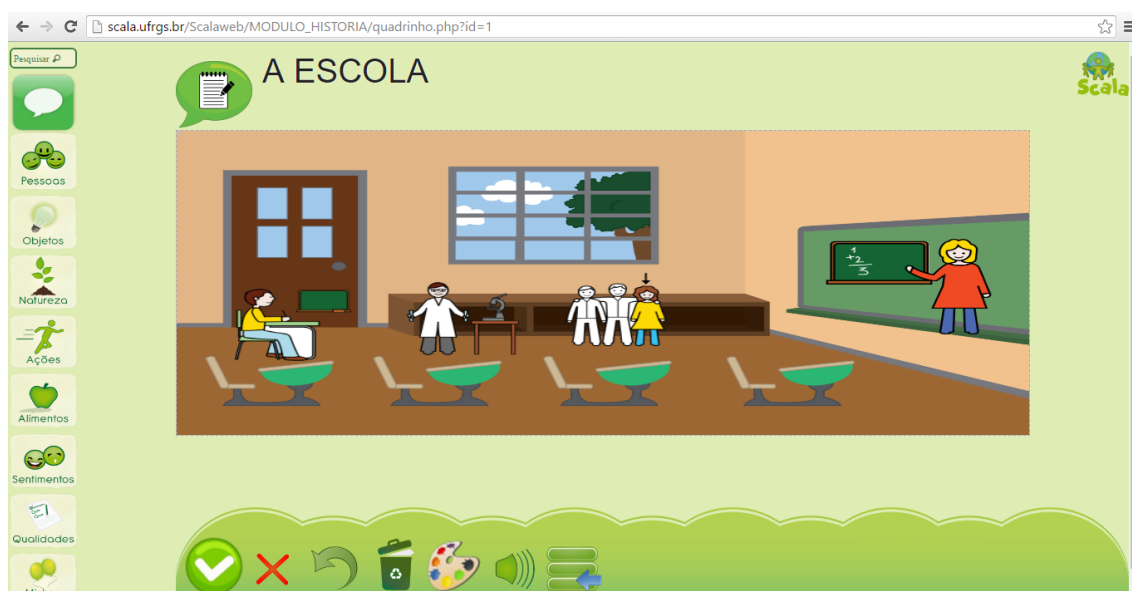 scala.ufrgs.br/Scalaweb/MODULO_HISTORIA/quadrinho.php?id=1
Pesquisar
A ESCOLA
Scala
Pessoas
Objetos
Natureza
Ações
Alimentos
Sentimentos
Qualidades
1
+2
3